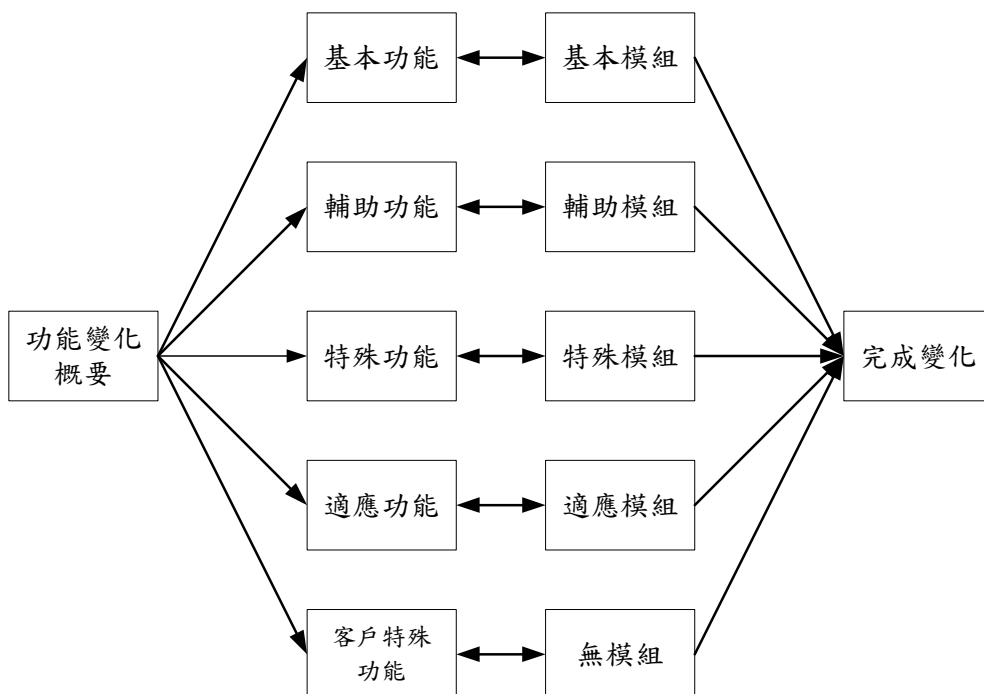 基本功能
基本模組
輔助功能
輔助模組
功能變化
概要
特殊功能
特殊模組
完成變化
適應功能
適應模組
客戶特殊
功能
無模組